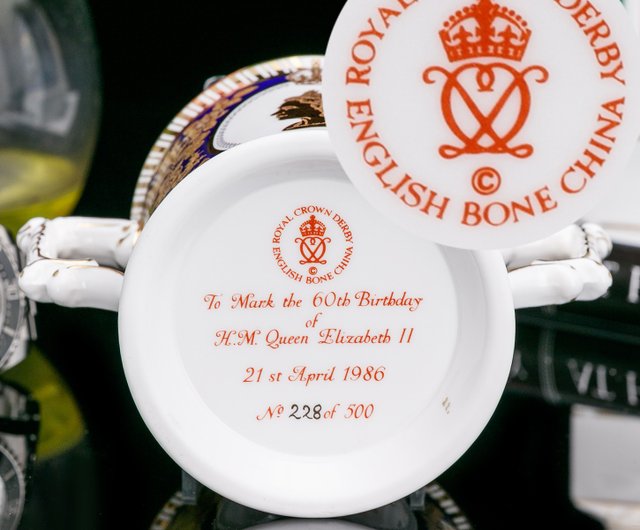 ROYAL CROWN DERBY
ENGLISH BONE CHINA
©
To Mark the 60th Birthday
of
H.M. Queen Elizabeth II
21 st April 1986
No 228 of 500
ROYAL DERBY
ENGLISH BONE CHINA
©